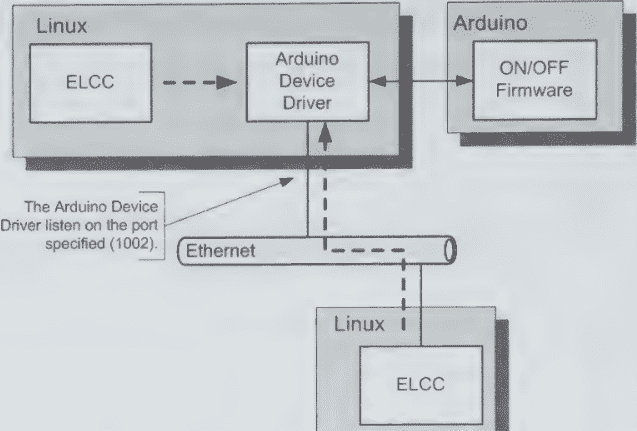 Linux
ELCC
Arduino
Device
Driver
Arduino
ON/OFF
Firmware
The Arduino Device
Driver listen on the port
specified (1002).
Ethernet
Linux
ELCC